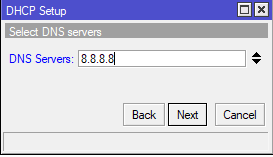 DHCP Setup
Select DNS servers
DNS Servers: 8.8.8.8
Back Next Cancel